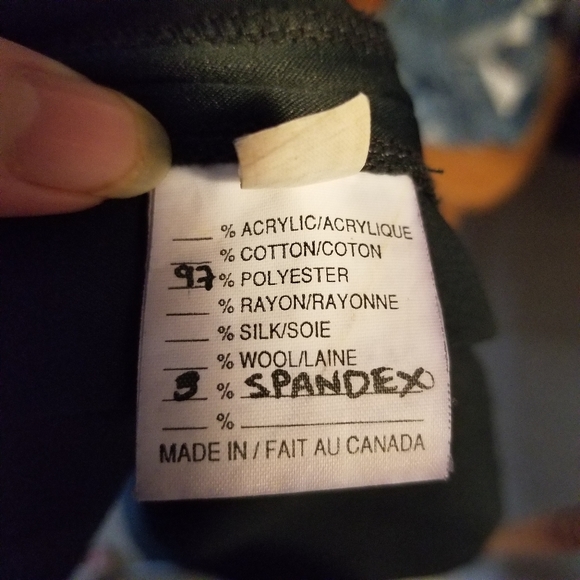 ___ % ACRYLIC/ACRYLIQUE
___ % COTTON/COTON
97 % POLYESTER
___ % RAYON/RAYONNE
___ % SILK/SOIE
___ % WOOL/LAINE
3 % SPANDEX
___ % ___
MADE IN / FAIT AU CANADA